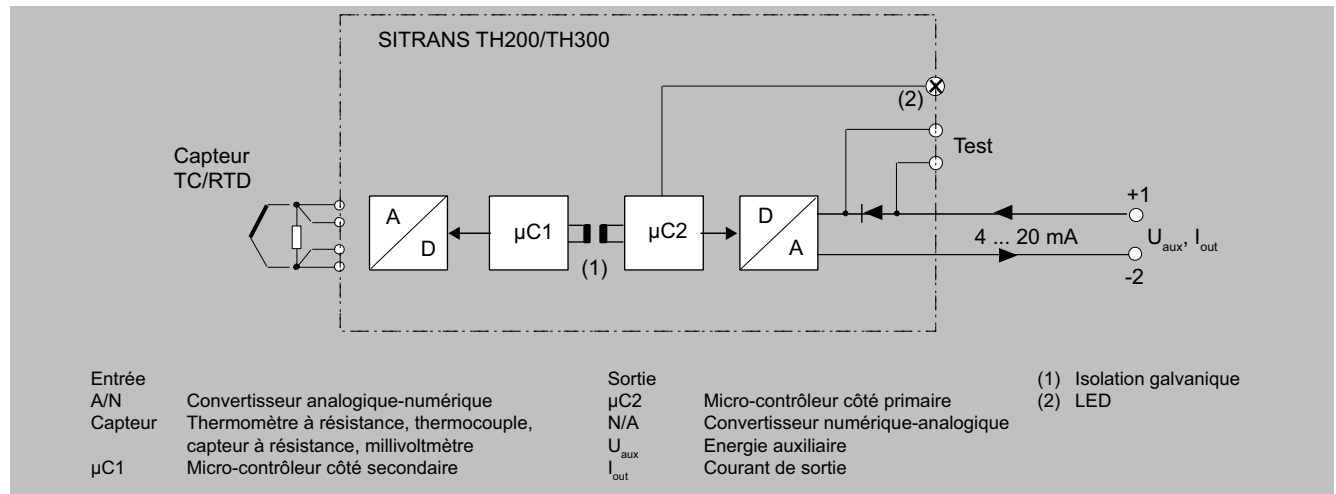 SITRANS TH200/TH300
(2)
Test
Capteur
TC/RTD
A
D
µC1
(1)
µC2
D
A
+1
4 ... 20 mA
Uaux, Iout
-2
Entrée
A/N Convertisseur analogique-numérique
Capteur Thermomètre à résistance, thermocouple,
capteur à résistance, millivoltmètre
µC1 Micro-contrôleur côté secondaire
Sortie
µC2 Micro-contrôleur côté primaire
N/A Convertisseur numérique-analogique
Uaux Energie auxiliaire
Iout Courant de sortie
(1) Isolation galvanique
(2) LED